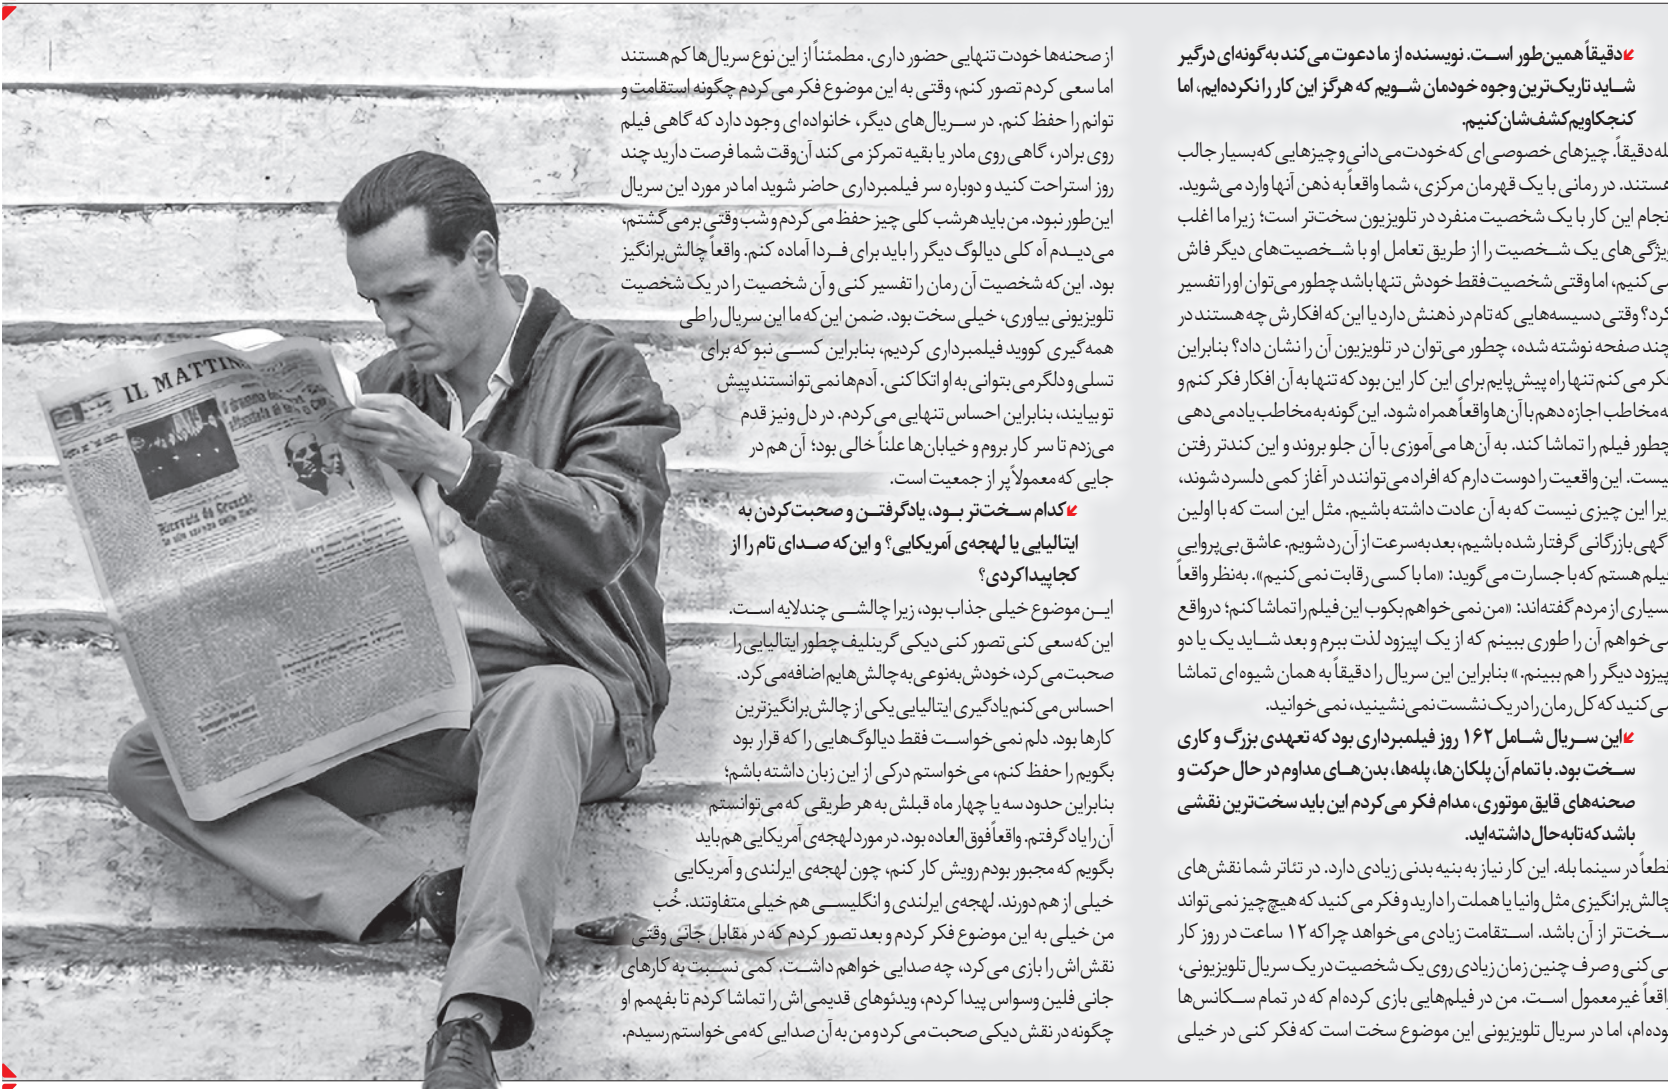 دقیقاً همین‌طور است. نویسنده از ما دعوت می‌کند به گونه‌ای درگیر
شاید تاریک‌ترین وجوه خودمان شویم که هرگز این کار را نکرده‌ایم، اما
کنجکاویم کشف‌شان کنیم.
بله دقیقاً. چیزهای خصوصی‌ای که خودت می‌دانی و چیزهایی که بسیار جالب
هستند. در رمانی با یک قهرمان مرکزی، شما واقعاً به ذهن آنها وارد می‌شوید.
انجام این کار با یک شخصیت منفرد در تلویزیون سخت‌تر است؛ زیرا ما اغلب
ویژگی‌های یک شخصیت را از طریق تعامل او با شخصیت‌های دیگر فاش
می‌کنیم، اما وقتی شخصیت فقط خودش تنها باشد چطور می‌توان او را تفسیر
کرد؟ وقتی دسیسه‌هایی که تام در ذهنش دارد یا این‌که افکارش چه هستند در
چند صفحه نوشته شده، چطور می‌توان در تلویزیون آن را نشان داد؟ بنابراین
فکر می‌کنم تنها راه پیش‌پایم برای این کار این بود که تنها به آن افکار فکر کنم و
به مخاطب اجازه دهم با آن‌ها واقعاً همراه شود. این گونه به مخاطب یاد می‌دهی
چطور فیلم را تماشا کند. به آن‌ها می‌آموزی با آن جلو بروند و این کندتر رفتن
نیست. این واقعیت را دوست دارم که افراد می‌توانند در آغاز کمی دلسرد شوند،
زیرا این چیزی نیست که به آن عادت داشته باشیم. مثل این است که با اولین
آگهی بازرگانی گرفتار شده باشیم، بعد به‌سرعت از آن رد شویم. عاشق بی‌پروایی
فیلم هستم که با جسارت می‌گوید: «ما با کسی رقابت نمی‌کنیم». به‌نظر واقعاً
بسیاری از مردم گفته‌اند: «من نمی‌خواهم بکوب این فیلم را تماشا کنم؛ درواقع
می‌خواهم آن را طوری ببینم که از یک اپیزود لذت ببرم و بعد شاید یک یا دو
اپیزود دیگر را هم ببینم.» بنابراین این سریال را دقیقاً به همان شیوه‌ای تماشا
می‌کنید که کل رمان را در یک نشست نمی‌نشینید، نمی‌خوانید.
این سریال شامل ۱۶۲ روز فیلمبرداری بود که تعهدی بزرگ و کاری
سخت بود. با تمام آن پلکان‌ها، پله‌ها، بدن‌های مداوم در حال حرکت و
صحنه‌های قایق موتوری، مدام فکر می‌کردم این باید سخت‌ترین نقشی
باشد که تا به حال داشته‌اید.
قطعاً در سینما بله. این کار نیاز به بنیه بدنی زیادی دارد. در تئاتر شما نقش‌های
چالش‌برانگیزی مثل وانیا یا هملت را دارید و فکر می‌کنید که هیچ‌چیز نمی‌تواند
سخت‌تر از آن باشد. استقامت زیادی می‌خواهد چراکه ۱۲ ساعت در روز کار
می‌کنی و صرف چنین زمان زیادی روی یک شخصیت در یک سریال تلویزیونی،
واقعاً غیرمعمول است. من در فیلم‌هایی بازی کرده‌ام که در تمام سکانس‌ها
بوده‌ام، اما در سریال تلویزیونی این موضوع سخت است که فکر کنی در خیلی
از صحنه‌ها خودت تنهایی حضور داری. مطمئناً از این نوع سریال‌ها کم هستند
اما سعی کردم تصور کنم، وقتی به این موضوع فکر می‌کردم چگونه استقامت و
توانم را حفظ کنم. در سریال‌های دیگر، خانواده‌ای وجود دارد که گاهی فیلم
روی برادر، گاهی روی مادر یا بقیه تمرکز می‌کند آن‌وقت شما فرصت دارید چند
روز استراحت کنید و دوباره سر فیلمبرداری حاضر شوید اما در مورد این سریال
این‌طور نبود. من باید هر شب کلی چیز حفظ می‌کردم و شب وقتی برمی‌گشتم،
می‌دیدم آه کلی دیالوگ دیگر را باید برای فردا آماده کنم. واقعاً چالش‌برانگیز
بود. این‌که شخصیت آن رمان را تفسیر کنی و آن شخصیت را در یک شخصیت
تلویزیونی بیاوری، خیلی سخت بود. ضمن این‌که ما این سریال را طی
همه‌گیری کووید فیلمبرداری کردیم، بنابراین کسی نبو که برای
تسلی و دلگرمی بتوانی به او اتکا کنی. آدم‌ها نمی‌توانستند پیش
تو بیایند، بنابراین احساس تنهایی می‌کردم. در دل ونیز قدم
می‌زدم تا سر کار بروم و خیابان‌ها علناً خالی بود؛ آن هم در
جایی که معمولاً پر از جمعیت است.
کدام سخت‌تر بود، یادگرفتن و صحبت‌کردن به
ایتالیایی یا لهجه‌ی آمریکایی؟ و این‌که صدای تام را از
کجا پیدا کردی؟
این موضوع خیلی جذاب بود، زیرا چالشی چندلایه است.
این که سعی کنی تصور کنی دیکی گرینلیف چطور ایتالیایی را
صحبت می‌کرد، خودش به‌نوعی به چالش‌هایم اضافه می‌کرد.
احساس می‌کنم یادگیری ایتالیایی یکی از چالش‌برانگیزترین
کارها بود. دلم نمی‌خواست فقط دیالوگ‌هایی را که قرار بود
بگویم را حفظ کنم، می‌خواستم درکی از این زبان داشته باشم؛
بنابراین حدود سه یا چهار ماه قبلش به هر طریقی که می‌توانستم
آن را یاد گرفتم. واقعاً فوق‌العاده بود. در مورد لهجه‌ی آمریکایی هم باید
بگویم که مجبور بودم رویش کار کنم، چون لهجه‌ی ایرلندی و آمریکایی
خیلی از هم دورند. لهجه‌ی ایرلندی و انگلیسی هم خیلی متفاوتند. خُب
من خیلی به این موضوع فکر کردم و بعد تصور کردم که در مقابل جانی وقتی
نقش‌اش را بازی می‌کرد، چه صدایی خواهم داشت. کمی نسبت به کارهای
جانی فلین وسواس پیدا کردم، ویدئوهای قدیمی‌اش را تماشا کردم تا بفهمم او
چگونه در نقش دیکی صحبت می‌کرد و من به آن صدایی که می‌خواستم رسیدم.
IL MATTINO